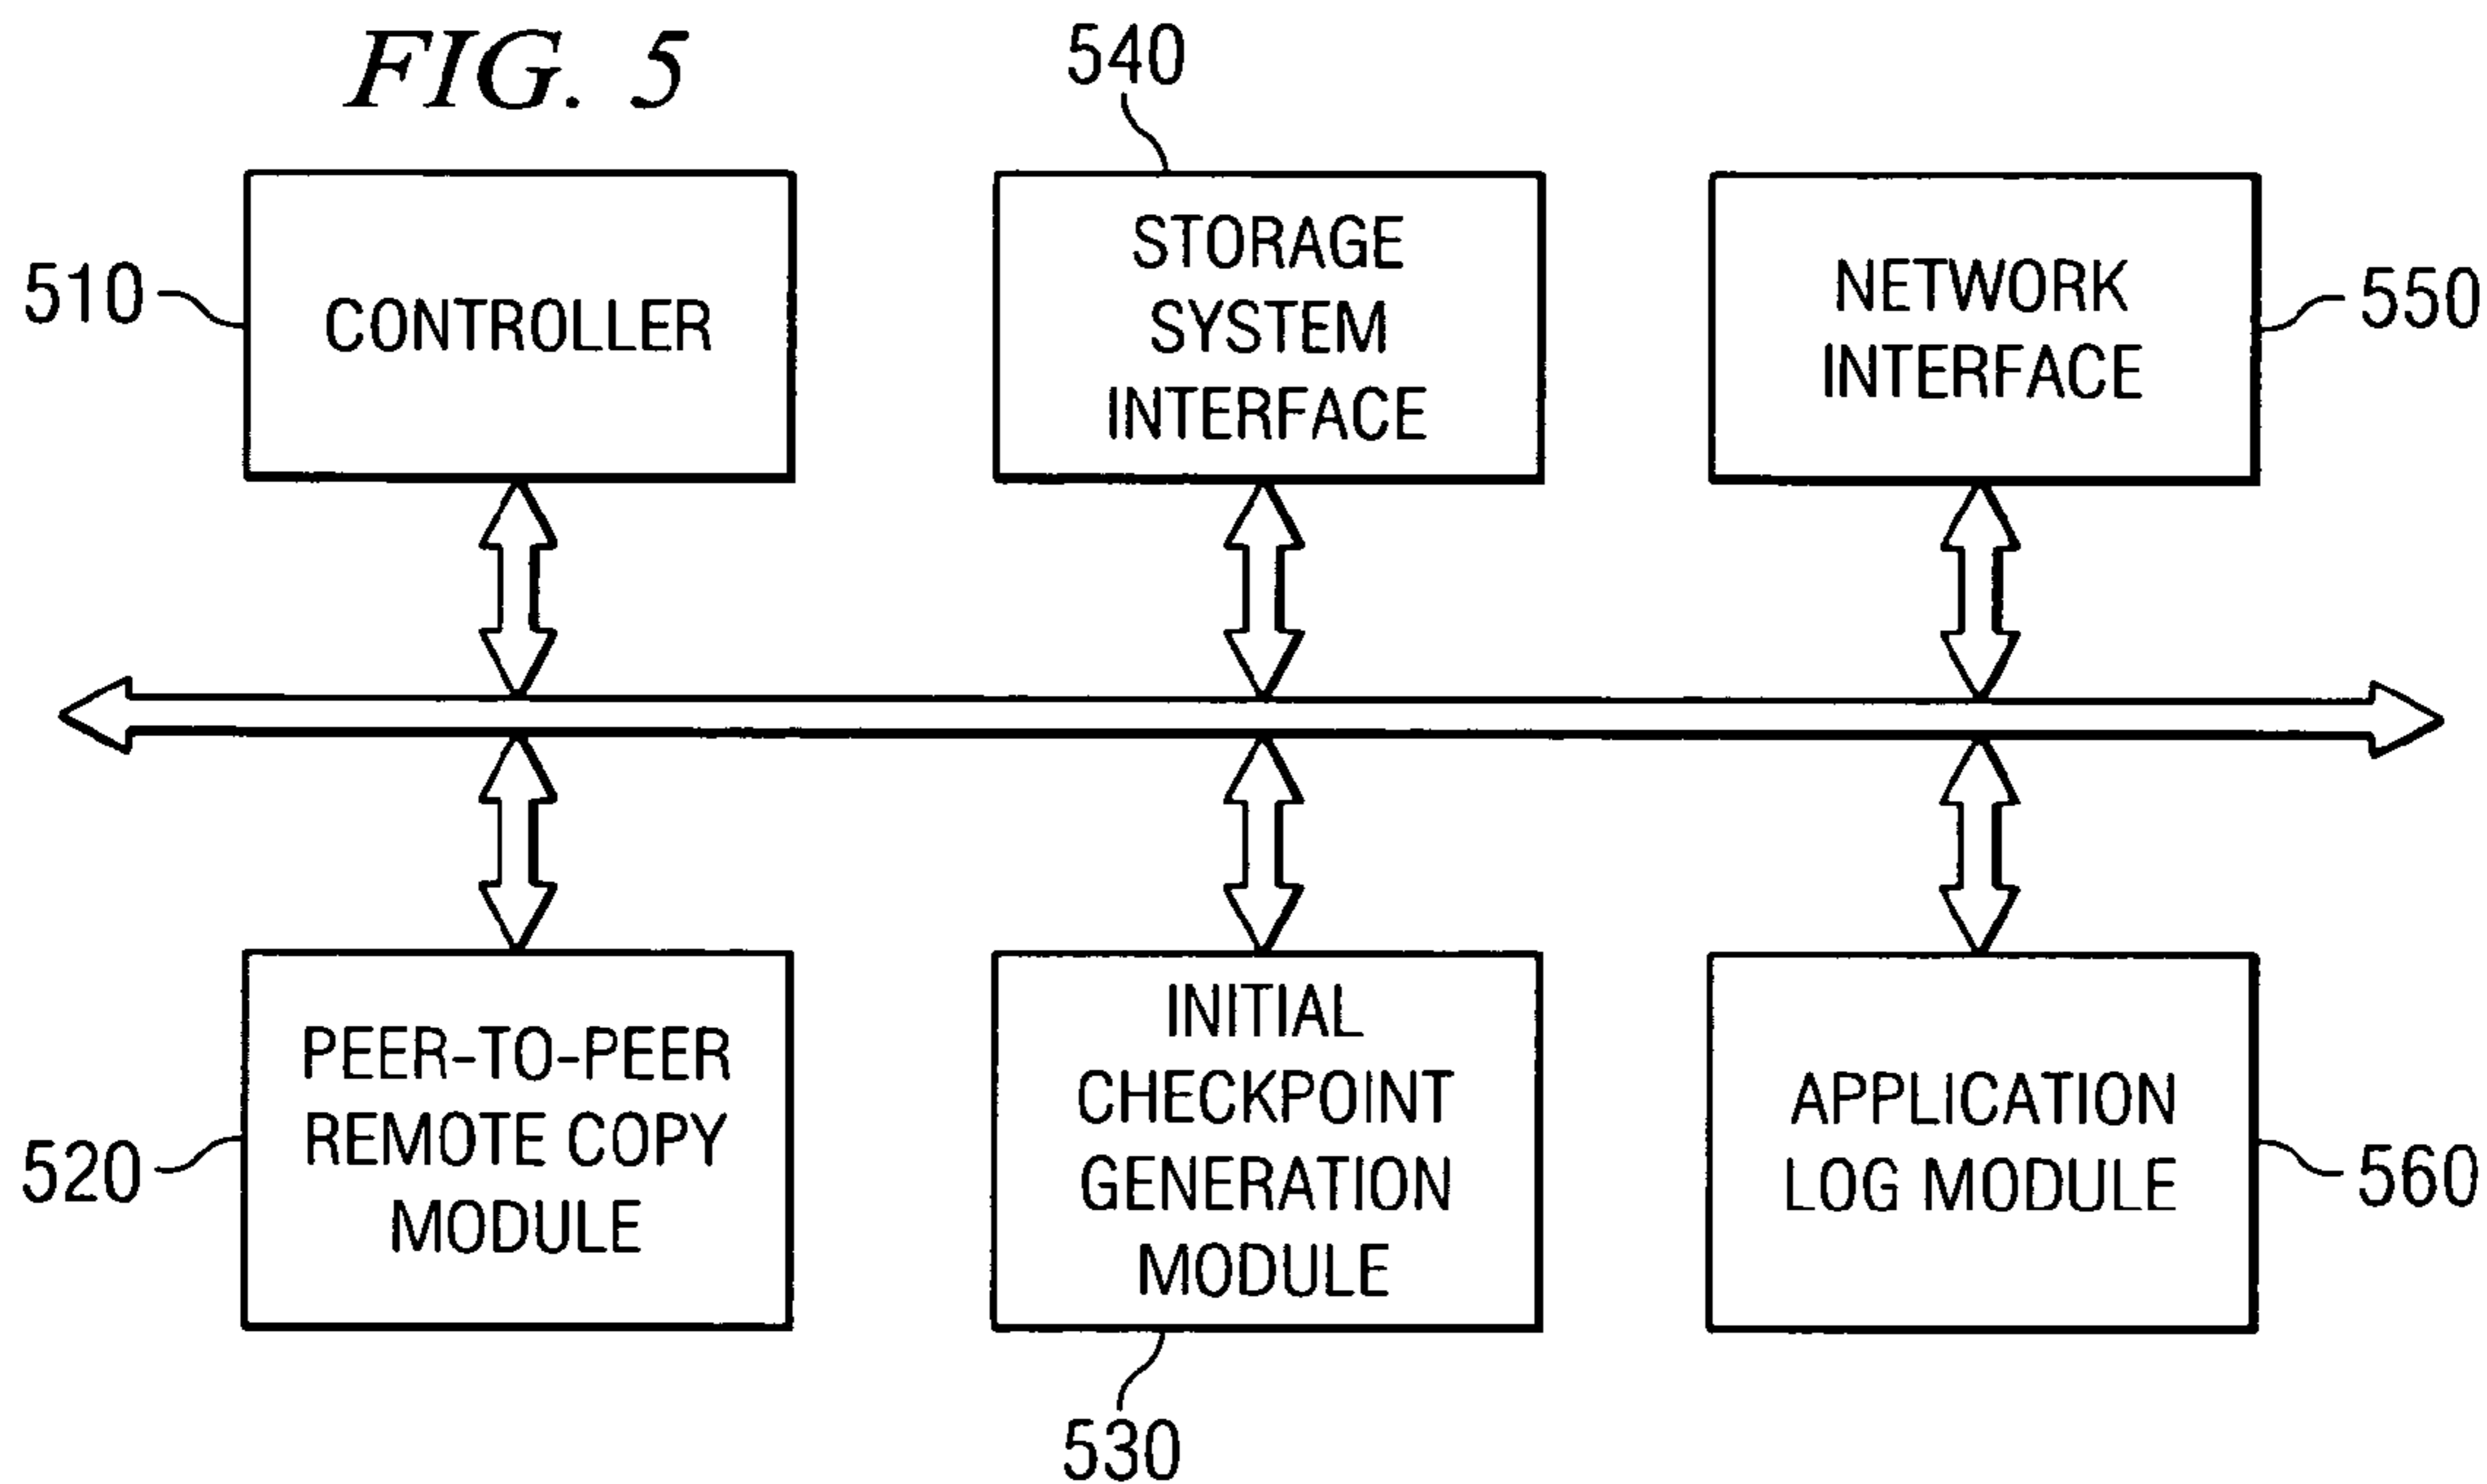 FIG. 5
540
510
CONTROLLER
STORAGE
SYSTEM
INTERFACE
NETWORK
INTERFACE
550
520
PEER-TO-PEER
REMOTE COPY
MODULE
INITIAL
CHECKPOINT
GENERATION
MODULE
530
APPLICATION
LOG MODULE
560